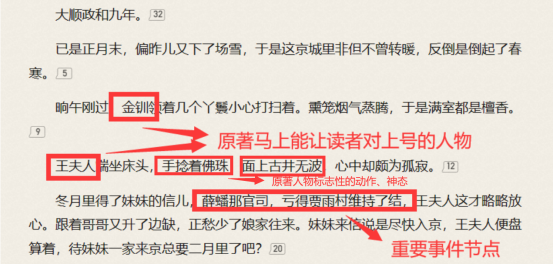 大顺政和九年。 32
已是正月末，偏昨儿又下了场雪，于是这京城里非但不曾转暖，反倒是倒起了春
寒。 5
晌午刚过，金钏领着几个丫鬟小心打扫着。熏笼烟气蒸腾，于是满室都是檀香。
9
原著马上能让读者对上号的人物
王夫人端坐床头，手捻着佛珠，面上古井无波，心中却颇为孤寂。 12
原著人物标志性的动作、神态
冬月里得了妹妹的信儿，薛蟠那官司，亏得贾雨村维持了结，王夫人这才略略放
心。跟着哥哥又升了边缺，正愁少了娘家往来。妹妹来信说是尽快入京，王夫人便盘
算着，待妹妹一家来京总要二月里了吧？ 20
重要事件节点